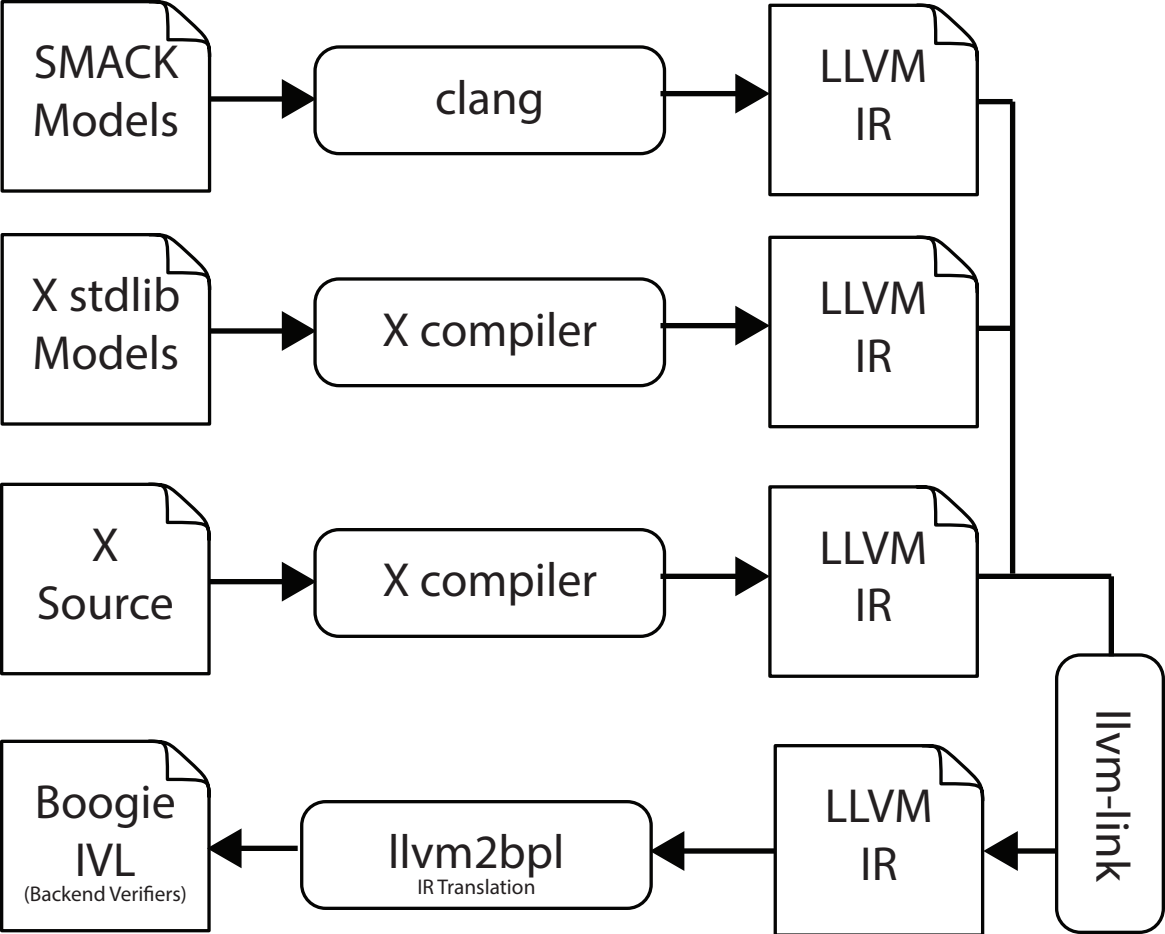 SMACK
Models
clang
LLVM
IR
X stdlib
Models
X compiler
LLVM
IR
X
Source
X compiler
LLVM
IR
llvm-link
Boogie
IVL
(Backend Verifiers)
llvm2bpl
IR Translation
LLVM
IR